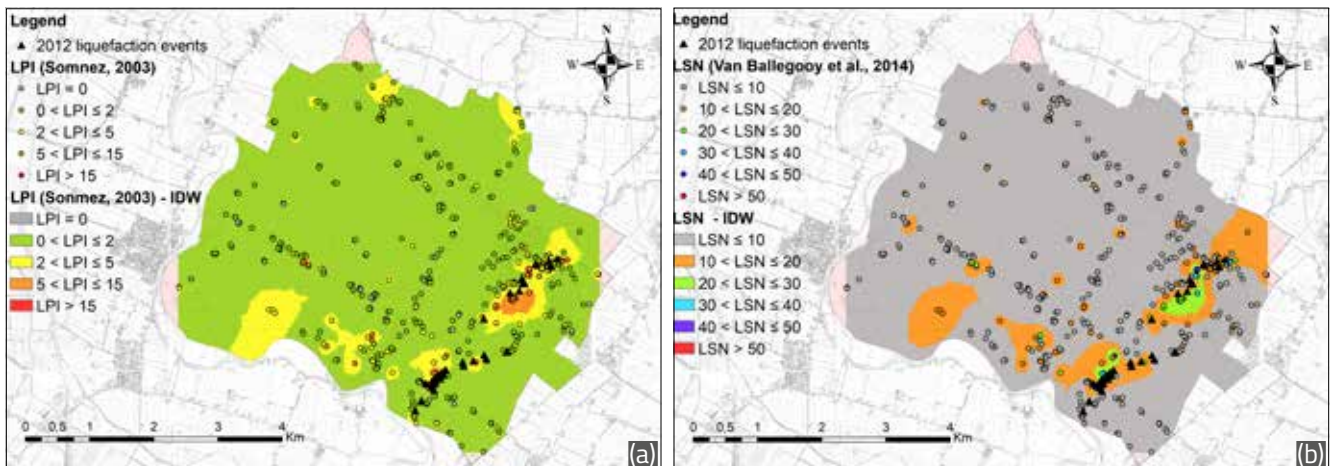 Legend
2012 liquefaction events
LPI (Somnez, 2003)
LPI = 0
0 < LPI ≤ 2
2 < LPI ≤ 5
5 < LPI ≤ 15
LPI > 15
LPI (Sonmez, 2003) - IDW
LPI = 0
0 < LPI ≤ 2
2 < LPI ≤ 5
5 < LPI ≤ 15
LPI > 15
N
W E
S
0 0.5 1 2 3 4
Km
(a)
Legend
2012 liquefaction events
LSN (Van Ballegooy et al., 2014)
LSN ≤ 10
10 < LSN ≤ 20
20 < LSN ≤ 30
30 < LSN ≤ 40
40 < LSN ≤ 50
LSN > 50
LSN - IDW
LSN ≤ 10
10 < LSN ≤ 20
20 < LSN ≤ 30
30 < LSN ≤ 40
40 < LSN ≤ 50
LSN > 50
N
W E
S
0 0.5 1 2 3 4
Km
(b)